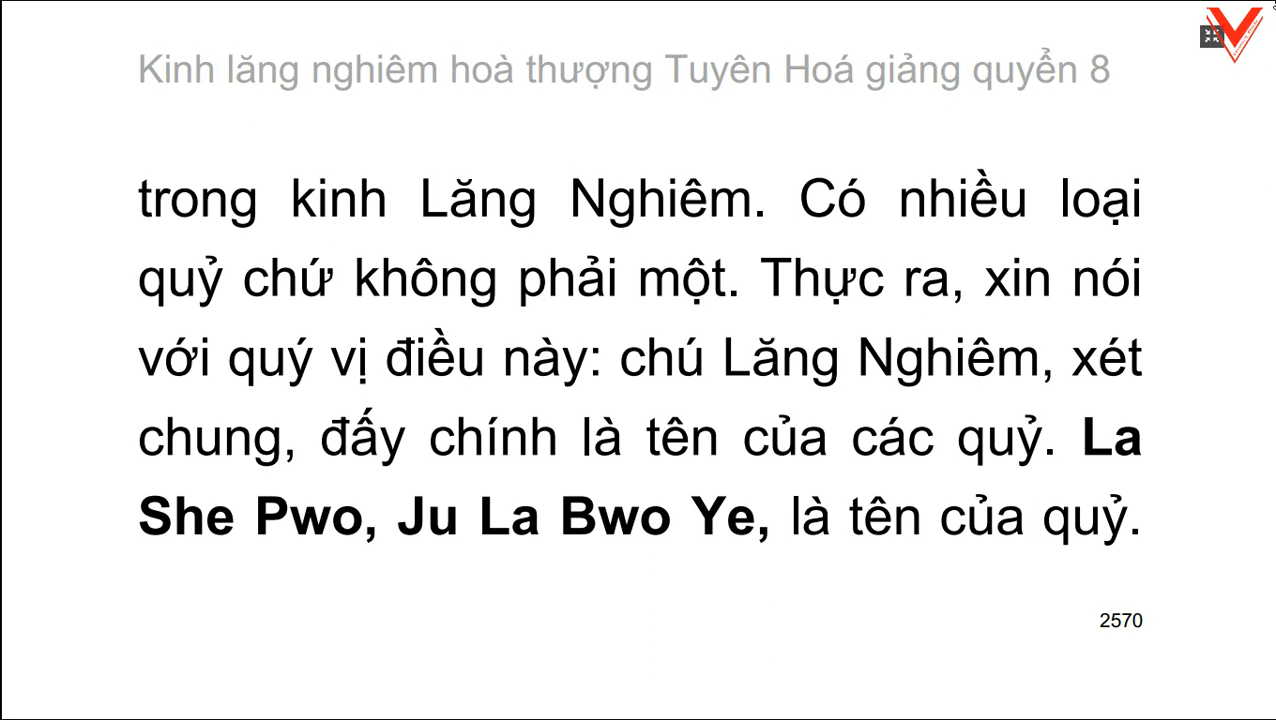 Kinh lăng nghiêm hoà thượng Tuyên Hoá giảng quyển 8
trong kinh Lăng Nghiêm. Có nhiều loại
quỷ chứ không phải một. Thực ra, xin nói
với quý vị điều này: chú Lăng Nghiêm, xét
chung, đấy chính là tên của các quỷ. La
She Pwo, Ju La Bwo Ye, là tên của quỷ.
2570